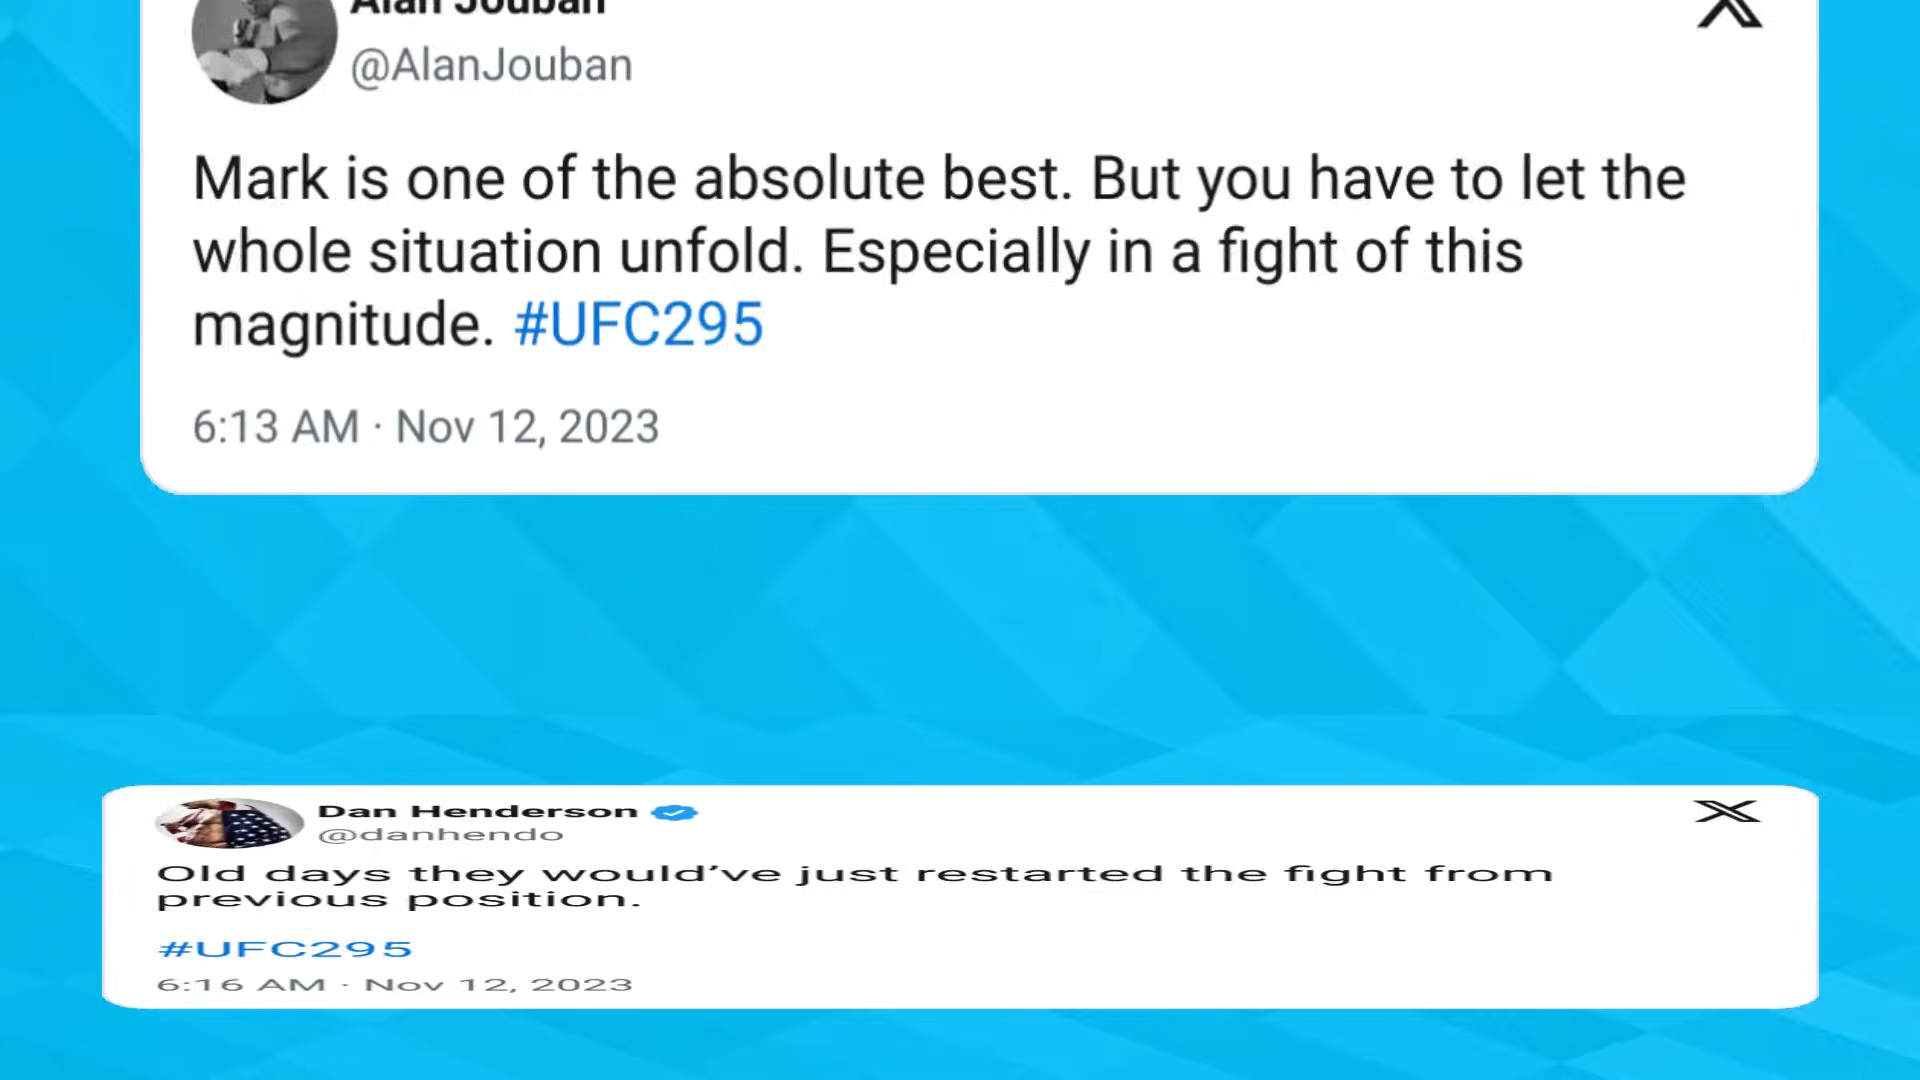 Alan Jouban
@AlanJouban
Mark is one of the absolute best. But you have to let the
whole situation unfold. Especially in a fight of this
magnitude. #UFC295
6:13 AM · Nov 12, 2023
Dan Henderson
@danhendo
Old days they would’ve just restarted the fight from
previous position.
#UFC295
6:16 AM · Nov 12, 2023